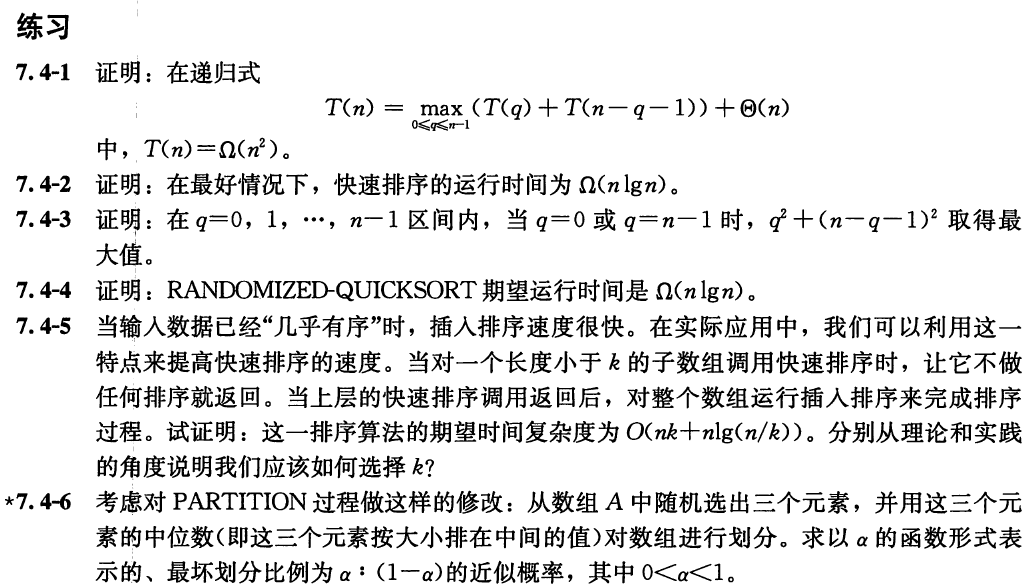 练习
7.4-1 证明：在递归式
T(n) = max (T(q) + T(n-q-1)) + Θ(n)
0≤q≤n-1
中，T(n)=Ω(n²)。
7.4-2 证明：在最好情况下，快速排序的运行时间为 Ω(nlgn)。
7.4-3 证明：在 q=0，1，…，n-1 区间内，当 q=0 或 q=n-1 时，q²+(n-q-1)² 取得最
大值。
7.4-4 证明：RANDOMIZED-QUICKSORT 期望运行时间是 Ω(nlgn)。
7.4-5 当输入数据已经“几乎有序”时，插入排序速度很快。在实际应用中，我们可以利用这一
特点来提高快速排序的速度。当对一个长度小于 k 的子数组调用快速排序时，让它不做
任何排序就返回。当上层的快速排序调用返回后，对整个数组运行插入排序来完成排序
过程。试证明：这一排序算法的期望时间复杂度为 O(nk+nlg(n/k))。分别从理论和实践
的角度说明我们应该如何选择 k?
*7.4-6 考虑对 PARTITION 过程做这样的修改：从数组 A 中随机选出三个元素，并用这三个元
素的中位数(即这三个元素按大小排在中间的值)对数组进行划分。求以 α 的函数形式表
示的、最坏划分比例为 α：(1-α)的近似概率，其中 0<α<1。